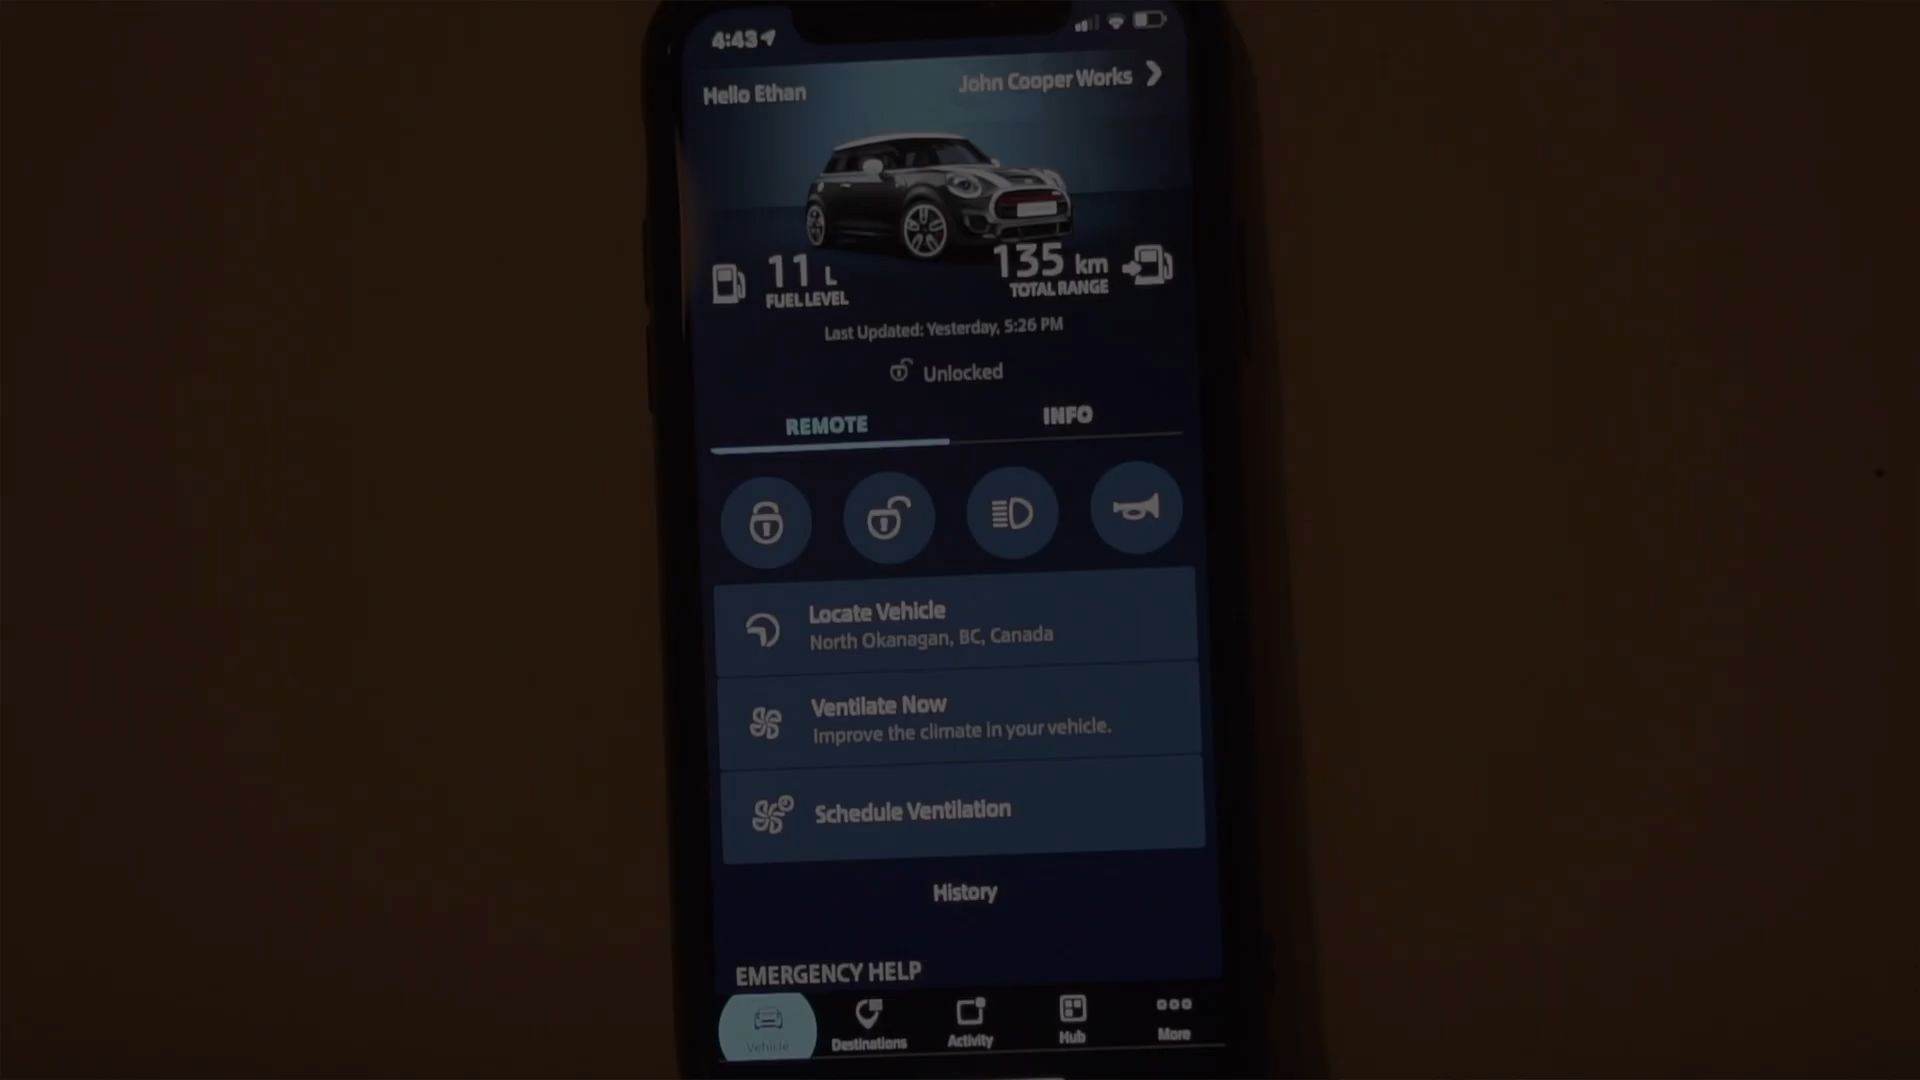 4:43
Hello Ethan
John Cooper Works
11 L
FUEL LEVEL
135 km
TOTAL RANGE
Last Updated: Yesterday, 5:26 PM
Unlocked
REMOTE
INFO
Locate Vehicle
North Okanagan, BC, Canada
Ventilate Now
Improve the climate in your vehicle.
Schedule Ventilation
History
EMERGENCY HELP
Vehicle
Destinations
Activity
Hub
More